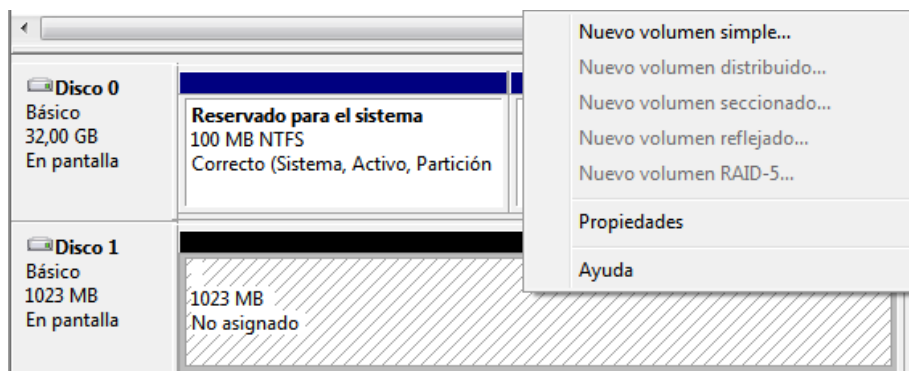 Nuevo volumen simple...
Nuevo volumen distribuido...
Nuevo volumen seccionado...
Nuevo volumen reflejado...
Nuevo volumen RAID-5...
Propiedades
Ayuda
Disco 0
Básico
32,00 GB
En pantalla
Reservado para el sistema
100 MB NTFS
Correcto (Sistema, Activo, Partición
Disco 1
Básico
1023 MB
En pantalla
1023 MB
No asignado